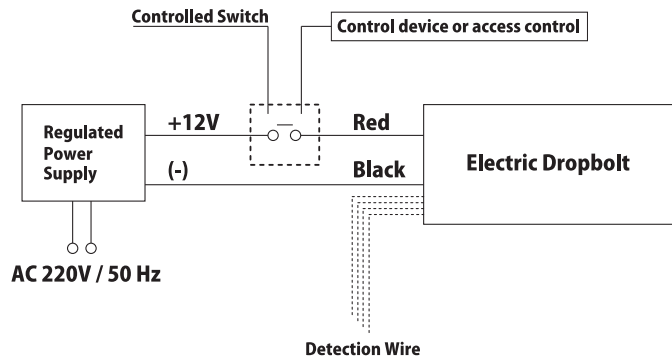 Controlled Switch
Control device or access control
Regulated
Power
Supply
+12V
Red
(-)
Black
Electric Dropbolt
AC 220V / 50 Hz
Detection Wire